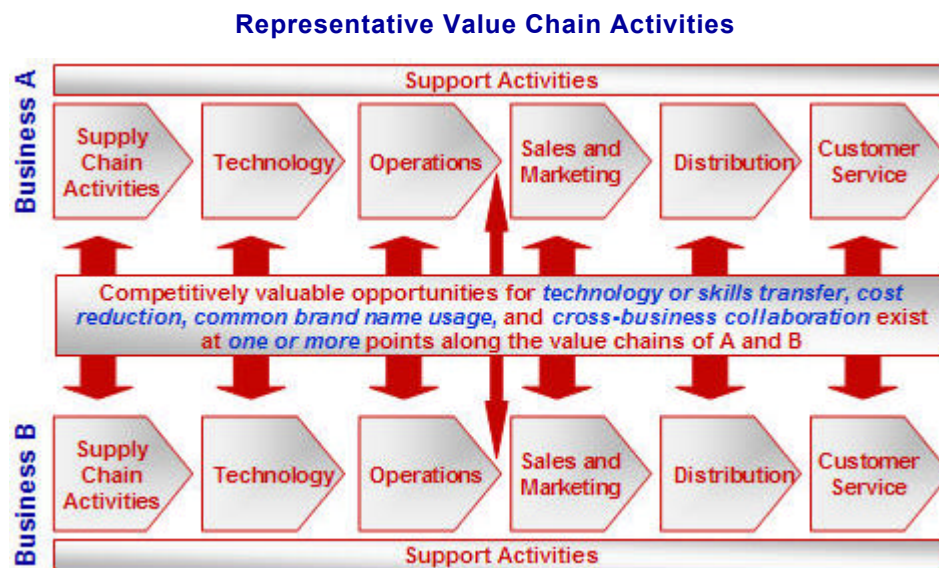 Representative Value Chain Activities
Business A
Support Activities
Supply
Chain
Activities
Technology
Operations
Sales and
Marketing
Distribution
Customer
Service
Competitively valuable opportunities for technology or skills transfer, cost
reduction, common brand name usage, and cross-business collaboration exist
at one or more points along the value chains of A and B
Business B
Supply
Chain
Activities
Technology
Operations
Sales and
Marketing
Distribution
Customer
Service
Support Activities